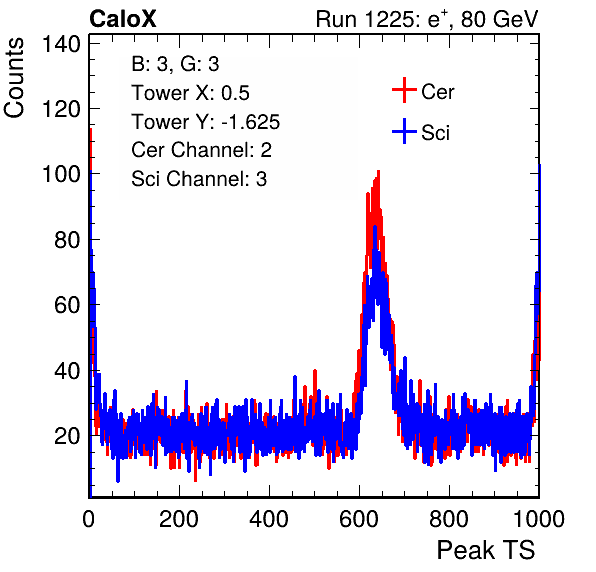 CaloX Run 1225: e⁺, 80 GeV
Counts
140
120
100
80
60
40
20
B: 3, G: 3
Tower X: 0.5
Tower Y: -1.625
Cer Channel: 2
Sci Channel: 3
Cer
Sci
0 200 400 600 800 1000
Peak TS